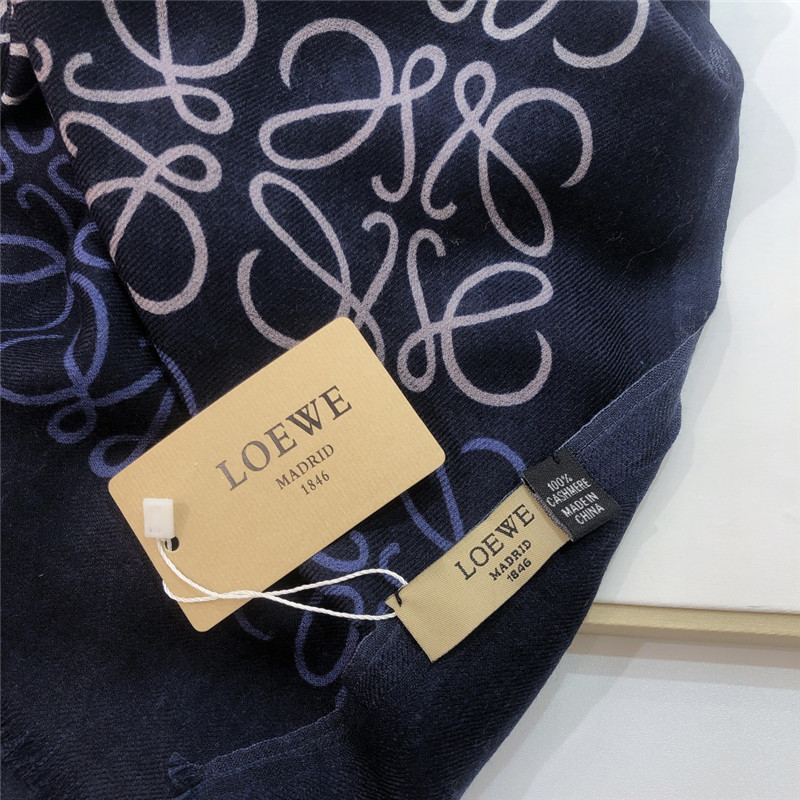 LOEWE
MADRID
1846
LOEWE
MADRID
1846
100%
CASHMERE
MADE IN
CHINA